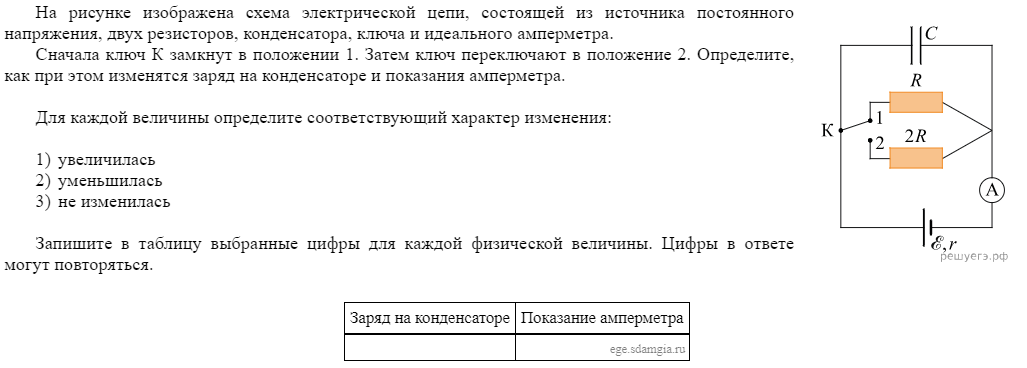 На рисунке изображена схема электрической цепи, состоящей из источника постоянного
напряжения, двух резисторов, конденсатора, ключа и идеального амперметра.
Сначала ключ К замкнут в положении 1. Затем ключ переключают в положение 2. Определите,
как при этом изменятся заряд на конденсаторе и показания амперметра.
Для каждой величины определите соответствующий характер изменения:
1) увеличилась
2) уменьшилась
3) не изменилась
Запишите в таблицу выбранные цифры для каждой физической величины. Цифры в ответе
могут повторяться.
Заряд на конденсаторе Показание амперметра
ege.sdamgia.ru
C
R
1
К
2 2R
A
ℰ, r
решуегэ.рф